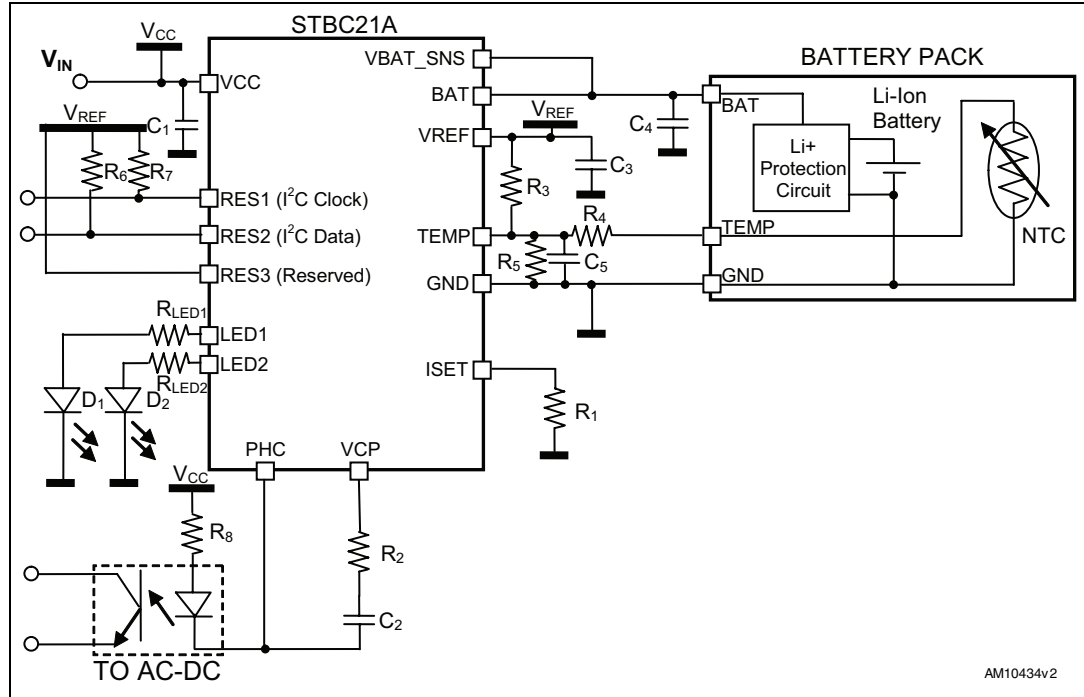 STBC21A
V_CC
V_IN
VCC
C_1
V_REF
R_6
R_7
RES1 (I²C Clock)
RES2 (I²C Data)
RES3 (Reserved)
R_LED1
LED1
LED2
R_LED2
D_1
D_2
PHC
VCP
V_CC
R_8
R_2
C_2
TO AC-DC
VBAT_SNS
BAT
VREF
V_REF
C_3
R_3
C_4
TEMP
R_4
R_5
C_5
GND
ISET
R_1
BATTERY PACK
BAT
Li-Ion
Battery
Li+
Protection
Circuit
TEMP
NTC
GND
AM10434v2